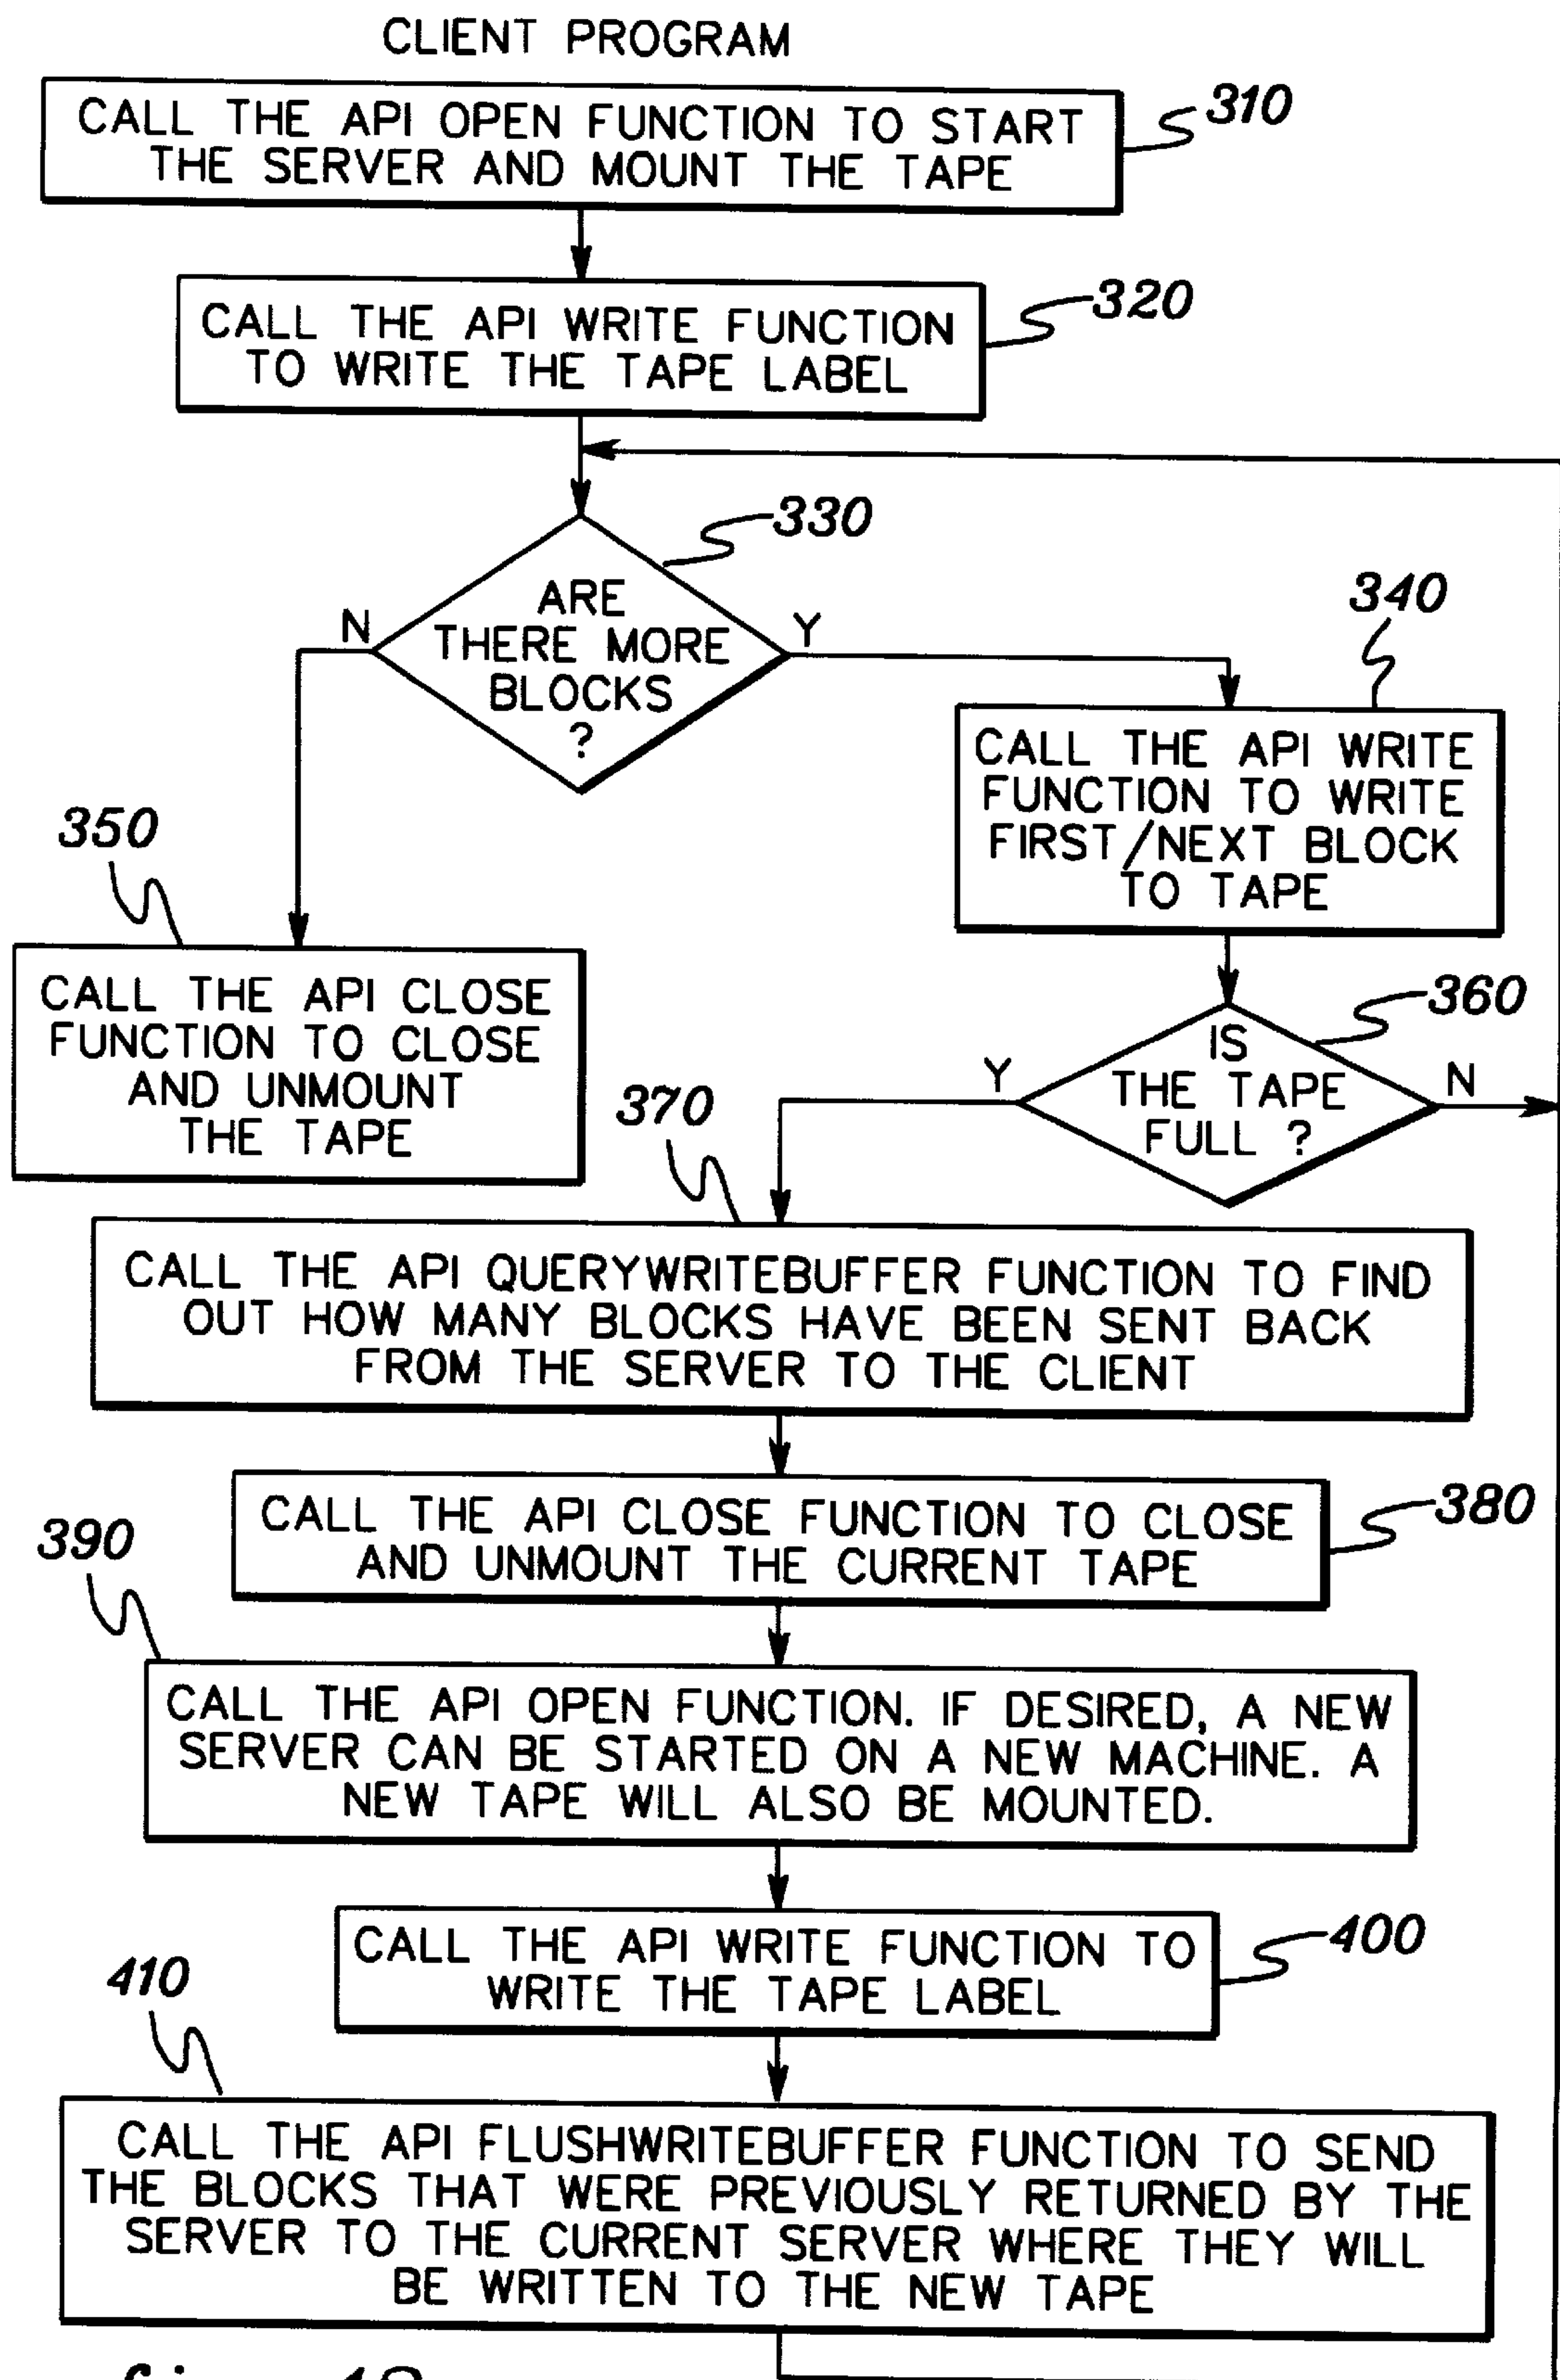 CLIENT PROGRAM
CALL THE API OPEN FUNCTION TO START
THE SERVER AND MOUNT THE TAPE
310
CALL THE API WRITE FUNCTION
TO WRITE THE TAPE LABEL
320
330
ARE
THERE MORE
BLOCKS
?
N
Y
340
CALL THE API WRITE
FUNCTION TO WRITE
FIRST/NEXT BLOCK
TO TAPE
350
CALL THE API CLOSE
FUNCTION TO CLOSE
AND UNMOUNT
THE TAPE
360
IS
THE TAPE
FULL ?
Y
N
370
CALL THE API QUERYWRITEBUFFER FUNCTION TO FIND
OUT HOW MANY BLOCKS HAVE BEEN SENT BACK
FROM THE SERVER TO THE CLIENT
380
CALL THE API CLOSE FUNCTION TO CLOSE
AND UNMOUNT THE CURRENT TAPE
390
CALL THE API OPEN FUNCTION. IF DESIRED, A NEW
SERVER CAN BE STARTED ON A NEW MACHINE. A
NEW TAPE WILL ALSO BE MOUNTED.
400
CALL THE API WRITE FUNCTION TO
WRITE THE TAPE LABEL
410
CALL THE API FLUSHWRITEBUFFER FUNCTION TO SEND
THE BLOCKS THAT WERE PREVIOUSLY RETURNED BY THE
SERVER TO THE CURRENT SERVER WHERE THEY WILL
BE WRITTEN TO THE NEW TAPE